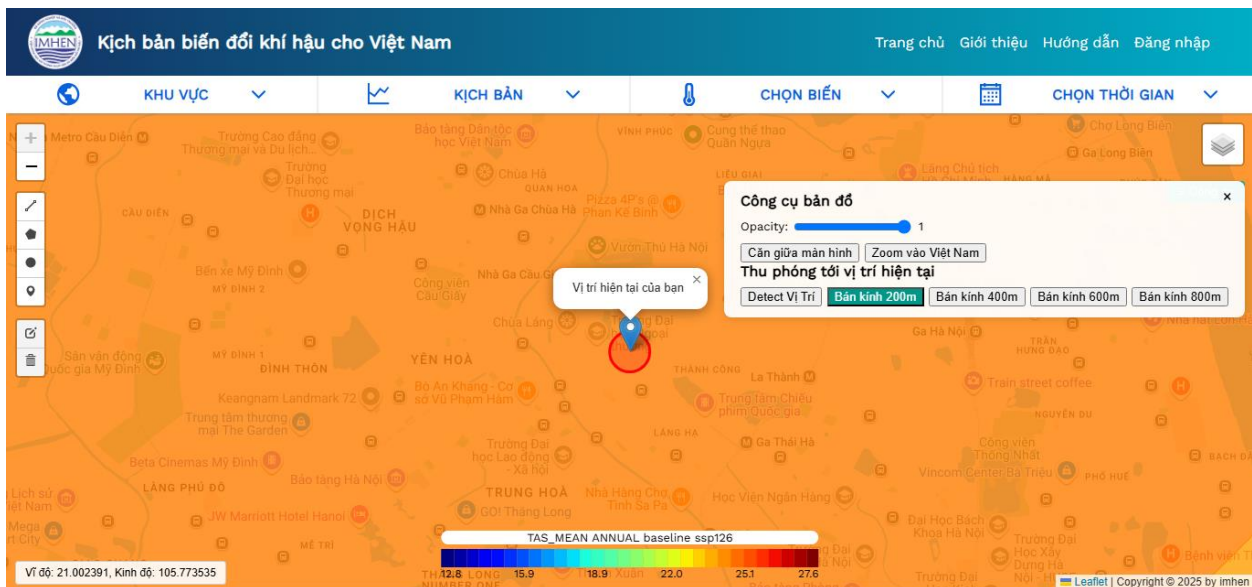 IMHEN
Kịch bản biến đổi khí hậu cho Việt Nam
Trang chủ Giới thiệu Hướng dẫn Đăng nhập
KHU VỰC
KỊCH BẢN
CHỌN BIẾN
CHỌN THỜI GIAN
Metro Cầu Diễn
Trường Cao đẳng
Thương mại và Du lịch...
Bảo tàng Dân tộc
học Việt Nam
VĨNH PHÚC
Cung thể thao
Quần Ngựa
Chợ Long Biên
Ga Long Biên
Trường
Đại học
Thương mại
Chùa Hà
QUAN HOA
LIỄU GIAI
Lăng Chủ tịch
Hồ Chí Minh
HÀNG MÃ
CẦU DIỄN
DỊCH
VỌNG HẬU
Nhà Ga Chùa Hà
Pizza 4P's @
Phan Kế Bính
Vườn Thú Hà Nội
Công cụ bản đồ
×
Opacity:
1
Căn giữa màn hình
Zoom vào Việt Nam
Thu phóng tới vị trí hiện tại
Detect Vị Trí
Bán kính 200m
Bán kính 400m
Bán kính 600m
Bán kính 800m
Bến xe Mỹ Đình
MỸ ĐÌNH 2
Công viên
Cầu Giấy
Nhà Ga Cầu G
Vị trí hiện tại của bạn
×
Chùa Láng
Ga Hà Nội
TRẦN
HƯNG ĐẠO
Sân vận động
Quốc gia Mỹ Đình
MỸ ĐÌNH 1
ĐÌNH THÔN
YÊN HOÀ
THÀNH CÔNG
La Thành
Train street coffee
Keangnam Landmark 72
Bò An Khang - Cơ
sở Vũ Phạm Hàm
Trung tâm Chiếu
phim Quốc gia
NGUYỄN DU
Trung tâm thương
mại The Garden
Trường Đại
học Lao động
- Xã hội
LÁNG HẠ
Ga Thái Hà
Công viên
Thống Nhất
Beta Cinemas Mỹ Đình
Bảo tàng Hà Nội
Vincom Center Bà Triệu
PHỐ HUẾ
BẠCH Đ
LÀNG PHÚ ĐÔ
TRUNG HOÀ
Nhà Hàng Chợ
Tình Sa Pa
Học Viện Ngân Hàng
Lịch sử
JW Marriott Hotel Hanoi
GO! Thăng Long
Đại Học Bách
Khoa Hà Nội
Mega
MỄ TRÌ
TAS_MEAN ANNUAL baseline ssp126
12.8 15.9 18.9 22.0 25.1 27.6
Vĩ độ: 21.002391, Kinh độ: 105.773535
Leaflet | Copyright © 2025 by imhen